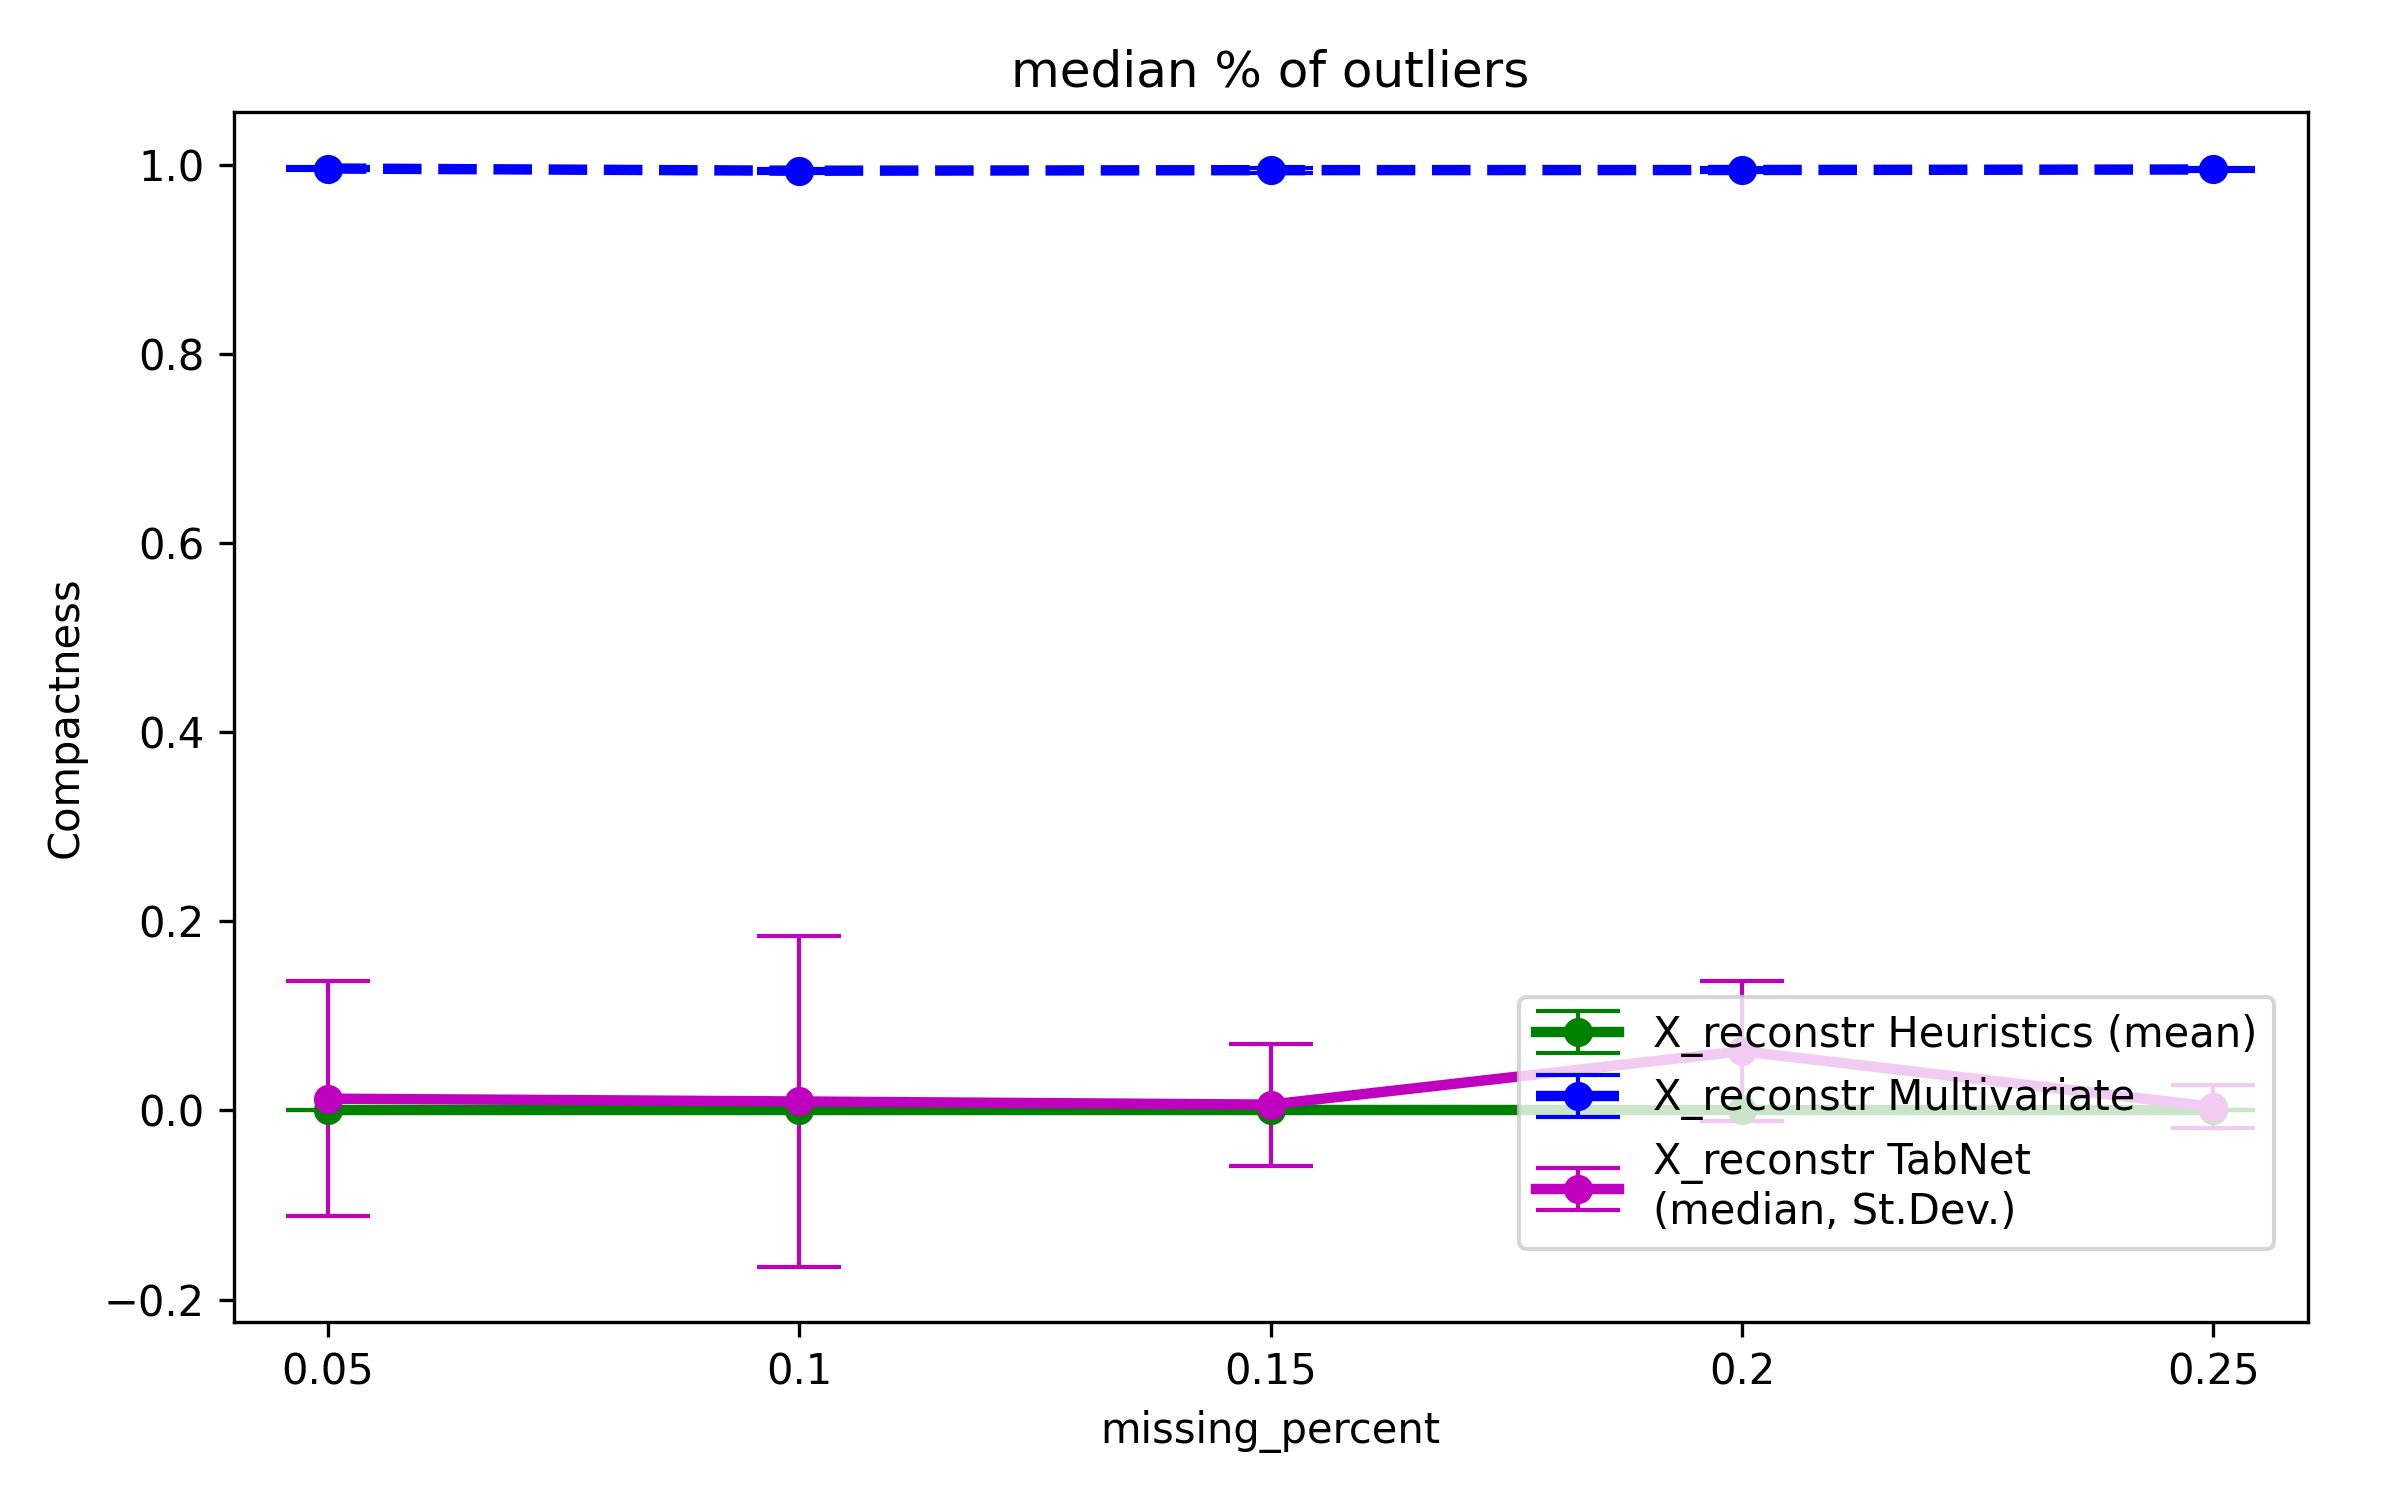 median % of outliers
1.0
0.8
0.6
0.4
0.2
0.0
−0.2
Compactness
X_reconstr Heuristics (mean)
X_reconstr Multivariate
X_reconstr TabNet
(median, St.Dev.)
0.05
0.1
0.15
0.2
0.25
missing_percent